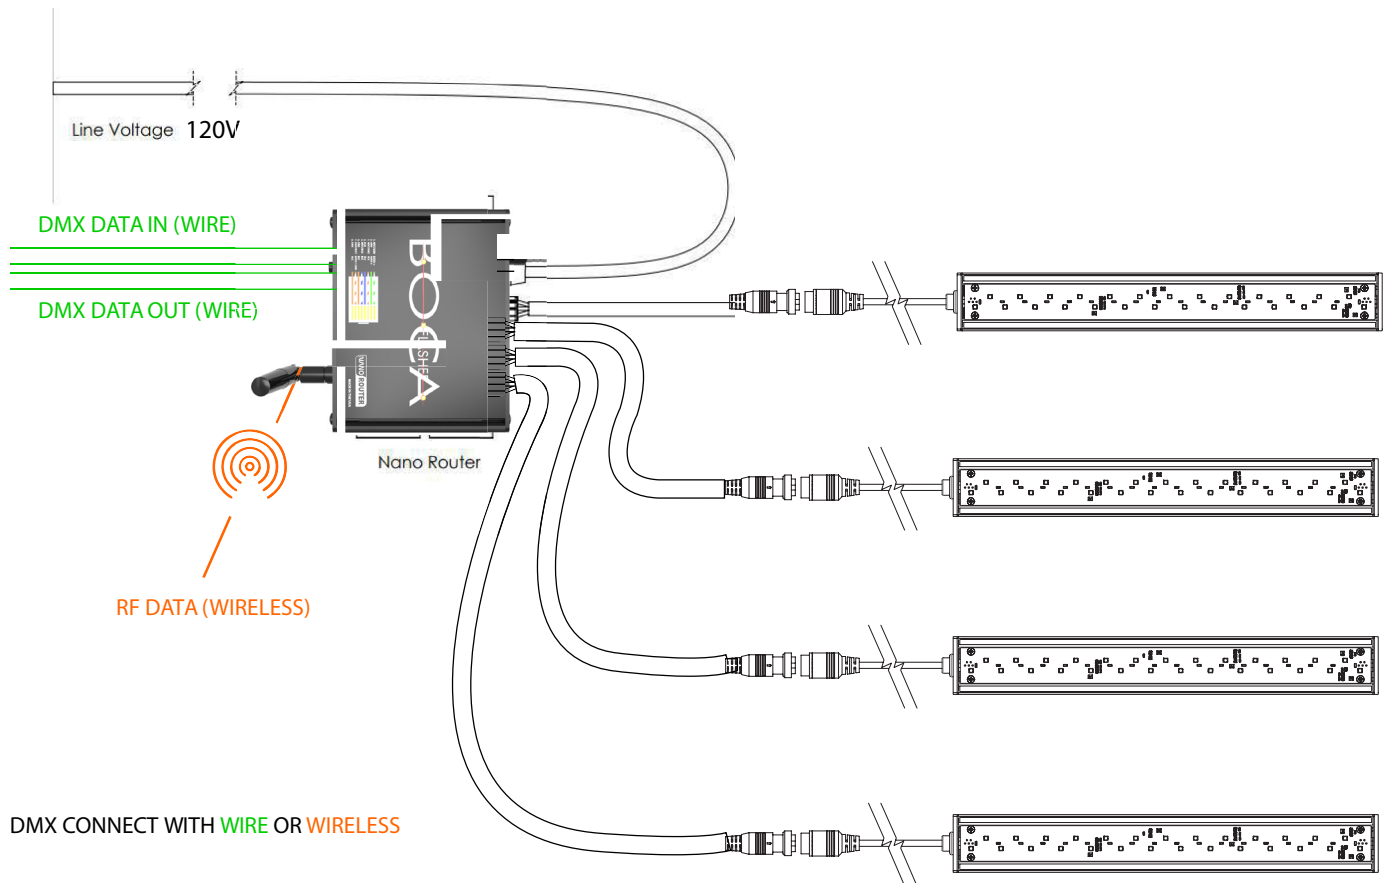 Line Voltage 120V
DMX DATA IN (WIRE)
DMX DATA OUT (WIRE)
BOCA
FLASHER
NANO ROUTER
Nano Router
RF DATA (WIRELESS)
DMX CONNECT WITH WIRE OR WIRELESS